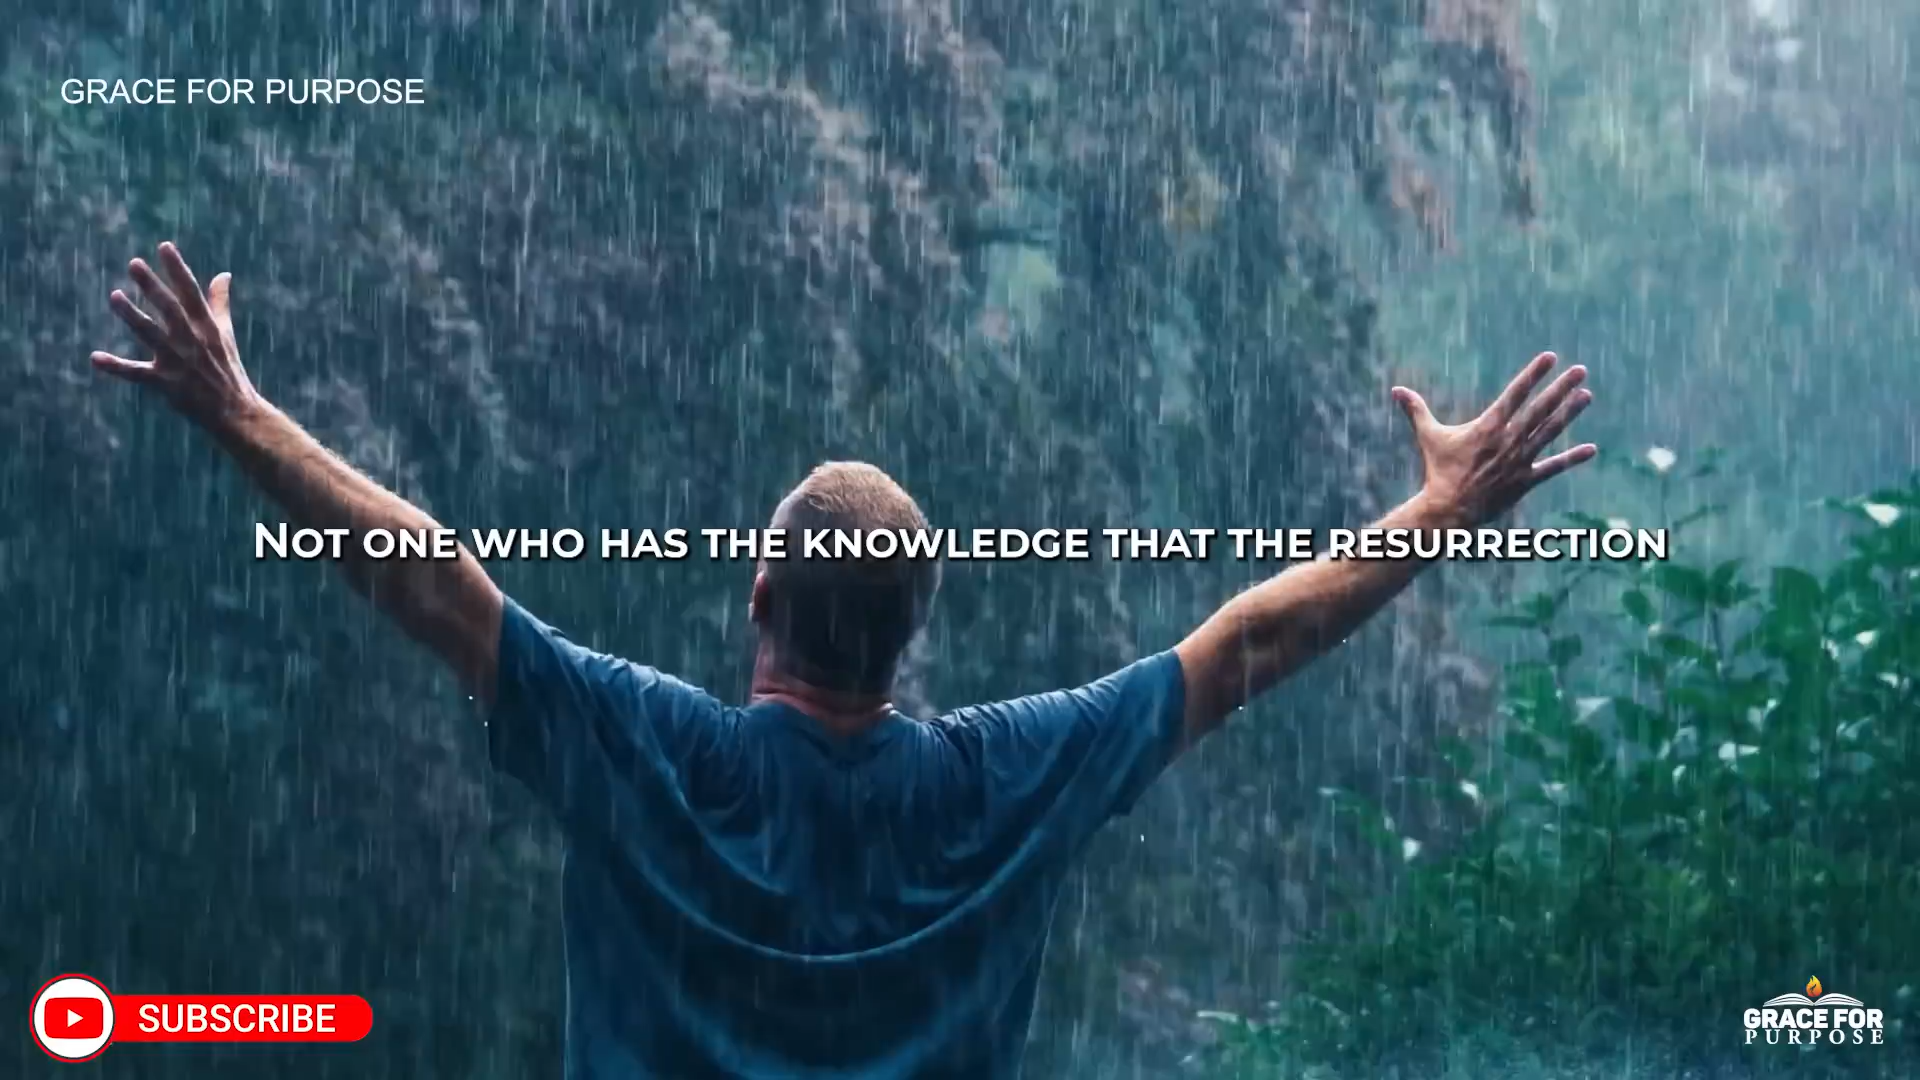 GRACE FOR PURPOSE
NOT ONE WHO HAS THE KNOWLEDGE THAT THE RESURRECTION
SUBSCRIBE
GRACE FOR
PURPOSE